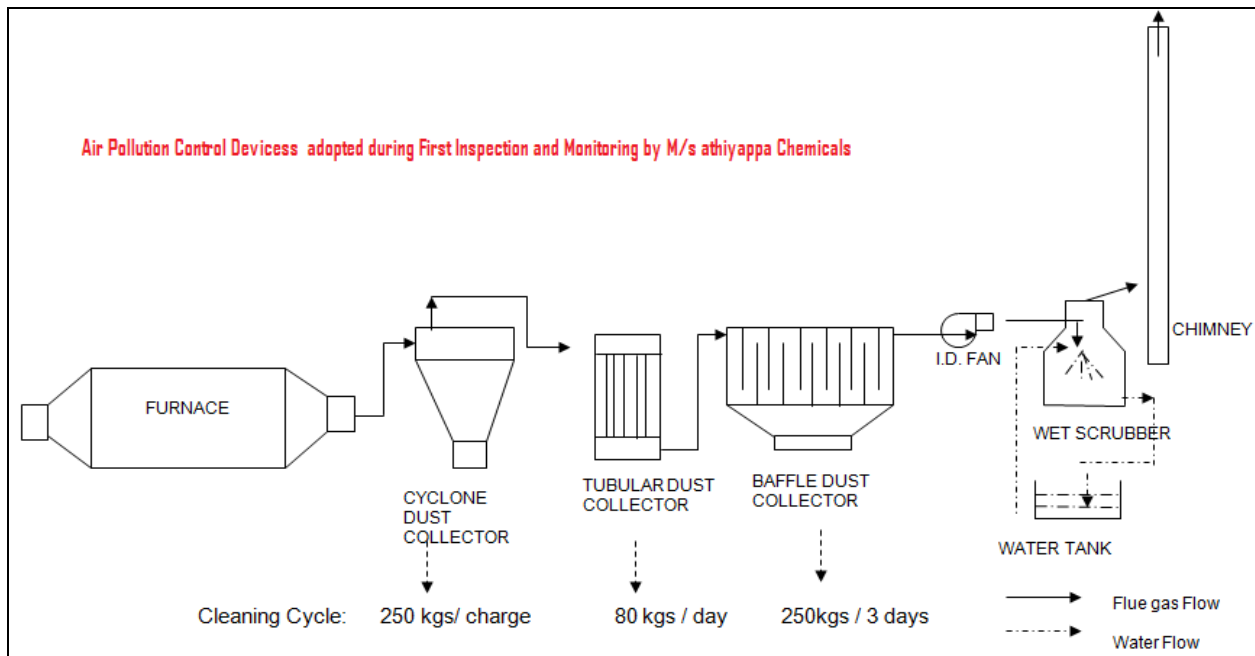 Air Pollution Control Devicess adopted during First Inspection and Monitoring by M/s athiyappa Chemicals
CHIMNEY
I.D. FAN
FURNACE
WET SCRUBBER
CYCLONE
DUST
COLLECTOR
TUBULAR DUST
COLLECTOR
BAFFLE DUST
COLLECTOR
WATER TANK
Cleaning Cycle: 250 kgs/ charge 80 kgs / day 250kgs / 3 days
Flue gas Flow
Water Flow